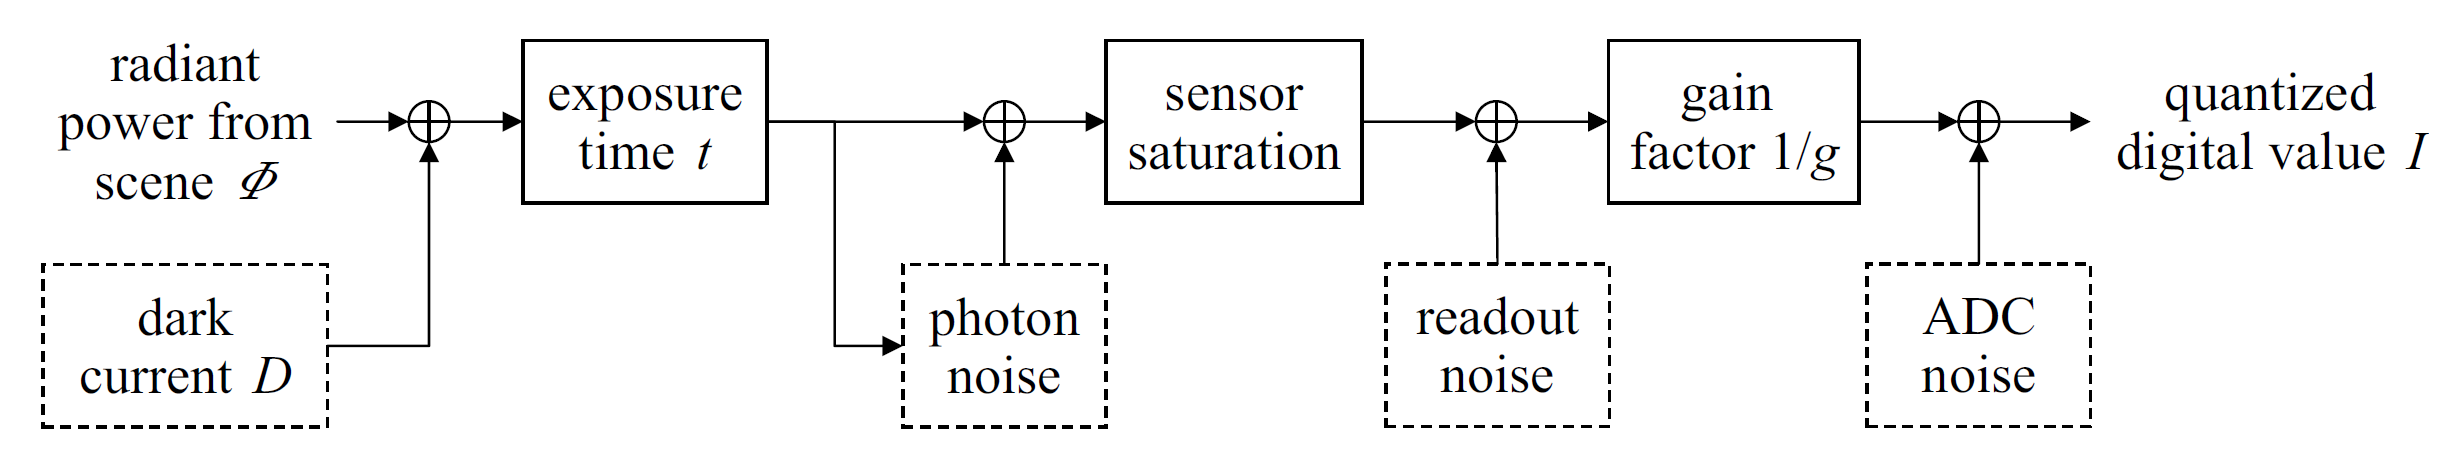 radiant
power from
scene Φ
exposure
time t
sensor
saturation
gain
factor 1/g
quantized
digital value I
dark
current D
photon
noise
readout
noise
ADC
noise